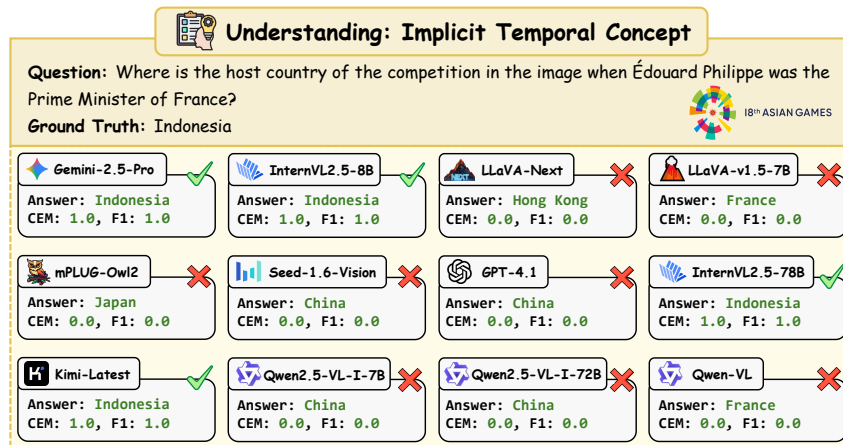 Understanding: Implicit Temporal Concept
Question: Where is the host country of the competition in the image when Édouard Philippe was the
Prime Minister of France?
Ground Truth: Indonesia
18th ASIAN GAMES
Gemini-2.5-Pro
Answer: Indonesia
CEM: 1.0, F1: 1.0
InternVL2.5-8B
Answer: Indonesia
CEM: 1.0, F1: 1.0
NEXT
LLaVA-Next
Answer: Hong Kong
CEM: 0.0, F1: 0.0
LLaVA-v1.5-7B
Answer: France
CEM: 0.0, F1: 0.0
mPLUG-Owl2
Answer: Japan
CEM: 0.0, F1: 0.0
Seed-1.6-Vision
Answer: China
CEM: 0.0, F1: 0.0
GPT-4.1
Answer: China
CEM: 0.0, F1: 0.0
InternVL2.5-78B
Answer: Indonesia
CEM: 1.0, F1: 1.0
K
Kimi-Latest
Answer: Indonesia
CEM: 1.0, F1: 1.0
Qwen2.5-VL-I-7B
Answer: China
CEM: 0.0, F1: 0.0
Qwen2.5-VL-I-72B
Answer: China
CEM: 0.0, F1: 0.0
Qwen-VL
Answer: France
CEM: 0.0, F1: 0.0